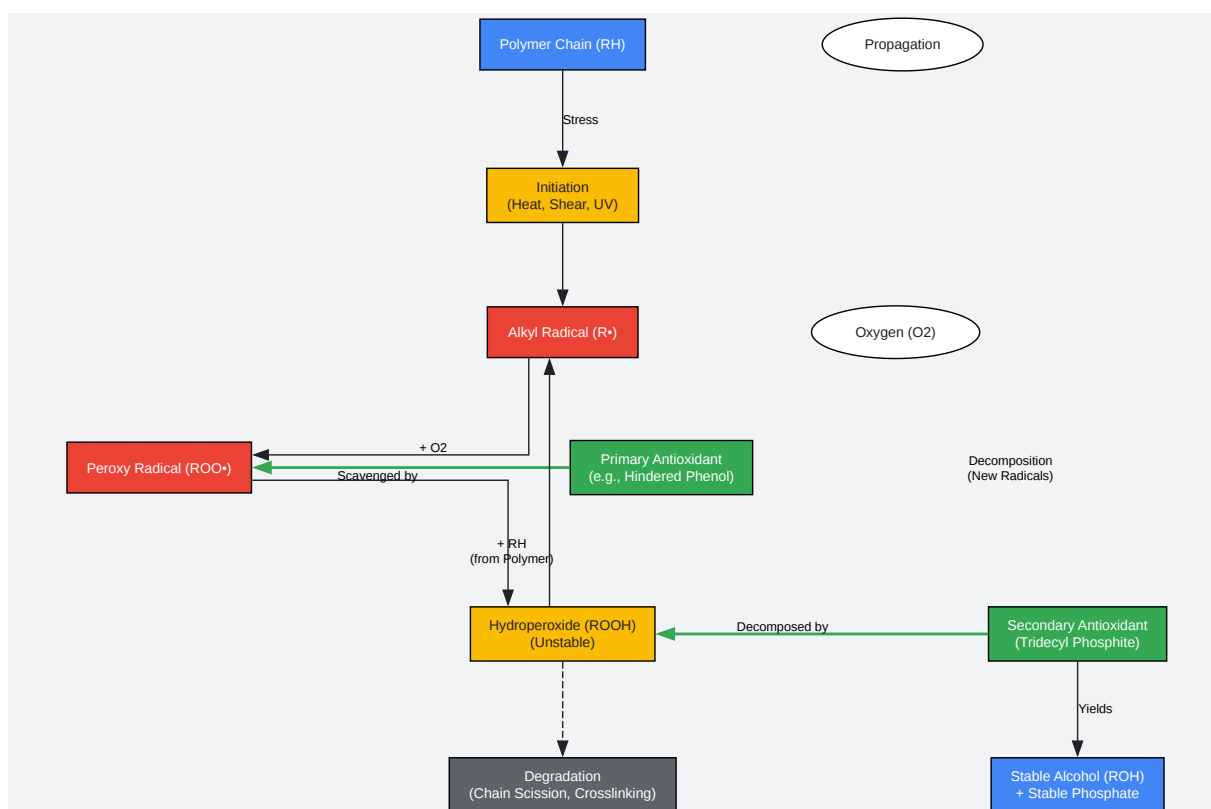 Polymer Chain (RH)
Propagation
Stress
Initiation
(Heat, Shear, UV)
Alkyl Radical (R•)
Oxygen (O2)
+ O2
Peroxy Radical (ROO•)
Scavenged by
Primary Antioxidant
(e.g., Hindered Phenol)
Decomposition
(New Radicals)
+ RH
(from Polymer)
Hydroperoxide (ROOH)
(Unstable)
Decomposed by
Secondary Antioxidant
(Tridecyl Phosphite)
Yields
Degradation
(Chain Scission, Crosslinking)
Stable Alcohol (ROH)
+ Stable Phosphate